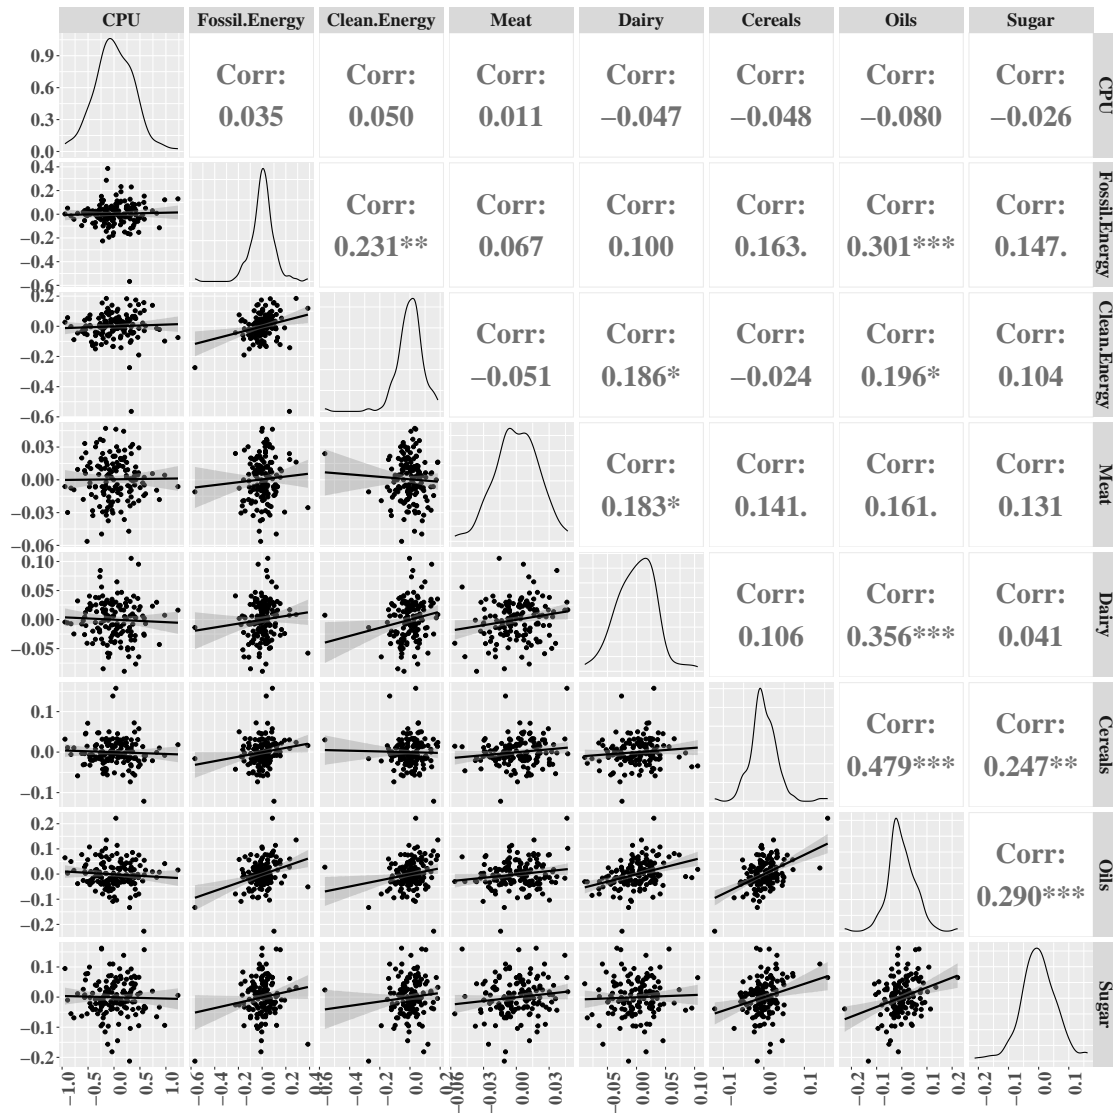 CPU Fossil.Energy Clean.Energy Meat Dairy Cereals Oils Sugar
0.9
0.6
0.3
0.0
Corr: Corr: Corr: Corr: Corr: Corr: Corr:
0.035 0.050 0.011 −0.047 −0.048 −0.080 −0.026
CPU
0.4
0.2
0.0
−0.2
−0.4
−0.6
Corr: Corr: Corr: Corr: Corr: Corr:
0.231** 0.067 0.100 0.163. 0.301*** 0.147.
Fossil.Energy
0.2
0.0
−0.2
−0.4
−0.6
Corr: Corr: Corr: Corr: Corr:
−0.051 0.186* −0.024 0.196* 0.104
Clean.Energy
0.03
0.00
−0.03
−0.06
Corr: Corr: Corr: Corr:
0.183* 0.141. 0.161. 0.131
Meat
0.10
0.05
0.00
−0.05
Corr: Corr: Corr:
0.106 0.356*** 0.041
Dairy
0.1
0.0
−0.1
Corr: Corr:
0.479*** 0.247**
Cereals
0.2
0.1
0.0
−0.1
−0.2
Corr:
0.290***
Oils
0.1
0.0
−0.1
−0.2
Sugar
−1.0 −0.5 0.0 0.5 1.0 −0.6 −0.4 −0.2 0.0 0.2 0.4 −0.6 −0.4 −0.2 0.0 0.2 −0.06 −0.03 0.00 0.03 −0.05 0.00 0.05 0.10 −0.1 0.0 0.1 −0.2 −0.1 0.0 0.1 0.2 −0.2 −0.1 0.0 0.1